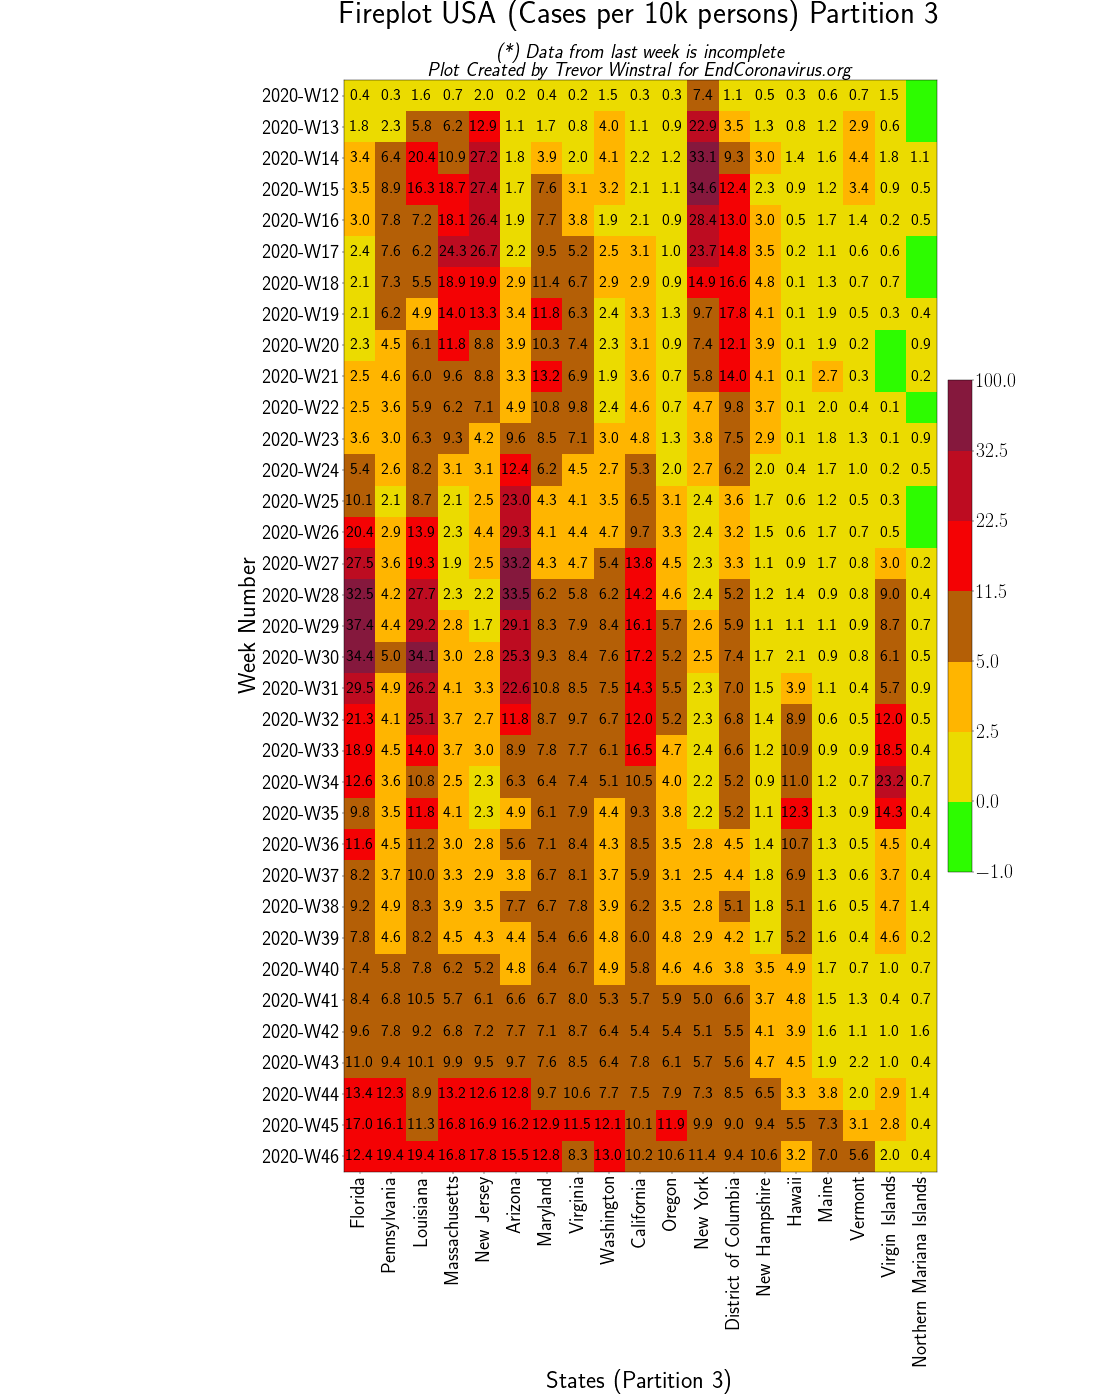 Fireplot USA (Cases per 10k persons) Partition 3
(*) Data from last week is incomplete
Plot Created by Trevor Winstral for EndCoronavirus.org
2020-W12 0.4 0.3 1.6 0.7 2.0 0.2 0.4 0.2 1.5 0.3 0.3 7.4 1.1 0.5 0.3 0.6 0.7 1.5
2020-W13 1.8 2.3 5.8 6.2 12.9 1.1 1.7 0.8 4.0 1.1 0.9 22.9 3.5 1.3 0.8 1.2 2.9 0.6
2020-W14 3.4 6.4 20.4 10.9 27.2 1.8 3.9 2.0 4.1 2.2 1.2 33.1 9.3 3.0 1.4 1.6 4.4 1.8 1.1
2020-W15 3.5 8.9 16.3 18.7 27.4 1.7 7.6 3.1 3.2 2.1 1.1 34.6 12.4 2.3 0.9 1.2 3.4 0.9 0.5
2020-W16 3.0 7.8 7.2 18.1 26.4 1.9 7.7 3.8 1.9 2.1 0.9 28.4 13.0 3.0 0.5 1.7 1.4 0.2 0.5
2020-W17 2.4 7.6 6.2 24.3 26.7 2.2 9.5 5.2 2.5 3.1 1.0 23.7 14.8 3.5 0.2 1.1 0.6 0.6
2020-W18 2.1 7.3 5.5 18.9 19.9 2.9 11.4 6.7 2.9 2.9 0.9 14.9 16.6 4.8 0.1 1.3 0.7 0.7
2020-W19 2.1 6.2 4.9 14.0 13.3 3.4 11.8 6.3 2.4 3.3 1.3 9.7 17.8 4.1 0.1 1.9 0.5 0.3 0.4
2020-W20 2.3 4.5 6.1 11.8 8.8 3.9 10.3 7.4 2.3 3.1 0.9 7.4 12.1 3.9 0.1 1.9 0.2 0.9
2020-W21 2.5 4.6 6.0 9.6 8.8 3.3 13.2 6.9 1.9 3.6 0.7 5.8 14.0 4.1 0.1 2.7 0.3 0.2
2020-W22 2.5 3.6 5.9 6.2 7.1 4.9 10.8 9.8 2.4 4.6 0.7 4.7 9.8 3.7 0.1 2.0 0.4 0.1
2020-W23 3.6 3.0 6.3 9.3 4.2 9.6 8.5 7.1 3.0 4.8 1.3 3.8 7.5 2.9 0.1 1.8 1.3 0.1 0.9
2020-W24 5.4 2.6 8.2 3.1 3.1 12.4 6.2 4.5 2.7 5.3 2.0 2.7 6.2 2.0 0.4 1.7 1.0 0.2 0.5
2020-W25 10.1 2.1 8.7 2.1 2.5 23.0 4.3 4.1 3.5 6.5 3.1 2.4 3.6 1.7 0.6 1.2 0.5 0.3
2020-W26 20.4 2.9 13.9 2.3 4.4 29.3 4.1 4.4 4.7 9.7 3.3 2.4 3.2 1.5 0.6 1.7 0.7 0.5
2020-W27 27.5 3.6 19.3 1.9 2.5 33.2 4.3 4.7 5.4 13.8 4.5 2.3 3.3 1.1 0.9 1.7 0.8 3.0 0.2
2020-W28 32.5 4.2 27.7 2.3 2.2 33.5 6.2 5.8 6.2 14.2 4.6 2.4 5.2 1.2 1.4 0.9 0.8 9.0 0.4
2020-W29 37.4 4.4 29.2 2.8 1.7 29.1 8.3 7.9 8.4 16.1 5.7 2.6 5.9 1.1 1.1 1.1 0.9 8.7 0.7
2020-W30 34.4 5.0 34.1 3.0 2.8 25.3 9.3 8.4 7.6 17.2 5.2 2.5 7.4 1.7 2.1 0.9 0.8 6.1 0.5
2020-W31 29.5 4.9 26.2 4.1 3.3 22.6 10.8 8.5 7.5 14.3 5.5 2.3 7.0 1.5 3.9 1.1 0.4 5.7 0.9
2020-W32 21.3 4.1 25.1 3.7 2.7 11.8 8.7 9.7 6.7 12.0 5.2 2.3 6.8 1.4 8.9 0.6 0.5 12.0 0.5
2020-W33 18.9 4.5 14.0 3.7 3.0 8.9 7.8 7.7 6.1 16.5 4.7 2.4 6.6 1.2 10.9 0.9 0.9 18.5 0.4
2020-W34 12.6 3.6 10.8 2.5 2.3 6.3 6.4 7.4 5.1 10.5 4.0 2.2 5.2 0.9 11.0 1.2 0.7 23.2 0.7
2020-W35 9.8 3.5 11.8 4.1 2.3 4.9 6.1 7.9 4.4 9.3 3.8 2.2 5.2 1.1 12.3 1.3 0.9 14.3 0.4
2020-W36 11.6 4.5 11.2 3.0 2.8 5.6 7.1 8.4 4.3 8.5 3.5 2.8 4.5 1.4 10.7 1.3 0.5 4.5 0.4
2020-W37 8.2 3.7 10.0 3.3 2.9 3.8 6.7 8.1 3.7 5.9 3.1 2.5 4.4 1.8 6.9 1.3 0.6 3.7 0.4
2020-W38 9.2 4.9 8.3 3.9 3.5 7.7 6.7 7.8 3.9 6.2 3.5 2.8 5.1 1.8 5.1 1.6 0.5 4.7 1.4
2020-W39 7.8 4.6 8.2 4.5 4.3 4.4 5.4 6.6 4.8 6.0 4.8 2.9 4.2 1.7 5.2 1.6 0.4 4.6 0.2
2020-W40 7.4 5.8 7.8 6.2 5.2 4.8 6.4 6.7 4.9 5.8 4.6 4.6 3.8 3.5 4.9 1.7 0.7 1.0 0.7
2020-W41 8.4 6.8 10.5 5.7 6.1 6.6 6.7 8.0 5.3 5.7 5.9 5.0 6.6 3.7 4.8 1.5 1.3 0.4 0.7
2020-W42 9.6 7.8 9.2 6.8 7.2 7.7 7.1 8.7 6.4 5.4 5.4 5.1 5.5 4.1 3.9 1.6 1.1 1.0 1.6
2020-W43 11.0 9.4 10.1 9.9 9.5 9.7 7.6 8.5 6.4 7.8 6.1 5.7 5.6 4.7 4.5 1.9 2.2 1.0 0.4
2020-W44 13.4 12.3 8.9 13.2 12.6 12.8 9.7 10.6 7.7 7.5 7.9 7.3 8.5 6.5 3.3 3.8 2.0 2.9 1.4
2020-W45 17.0 16.1 11.3 16.8 16.9 16.2 12.9 11.5 12.1 10.1 11.9 9.9 9.0 9.4 5.5 7.3 3.1 2.8 0.4
2020-W46 12.4 19.4 19.4 16.8 17.8 15.5 12.8 8.3 13.0 10.2 10.6 11.4 9.4 10.6 3.2 7.0 5.6 2.0 0.4
Week Number
Florida
Pennsylvania
Louisiana
Massachusetts
New Jersey
Arizona
Maryland
Virginia
Washington
California
Oregon
New York
District of Columbia
New Hampshire
Hawaii
Maine
Vermont
Virgin Islands
Northern Mariana Islands
States (Partition 3)
100.0
32.5
22.5
11.5
5.0
2.5
0.0
−1.0